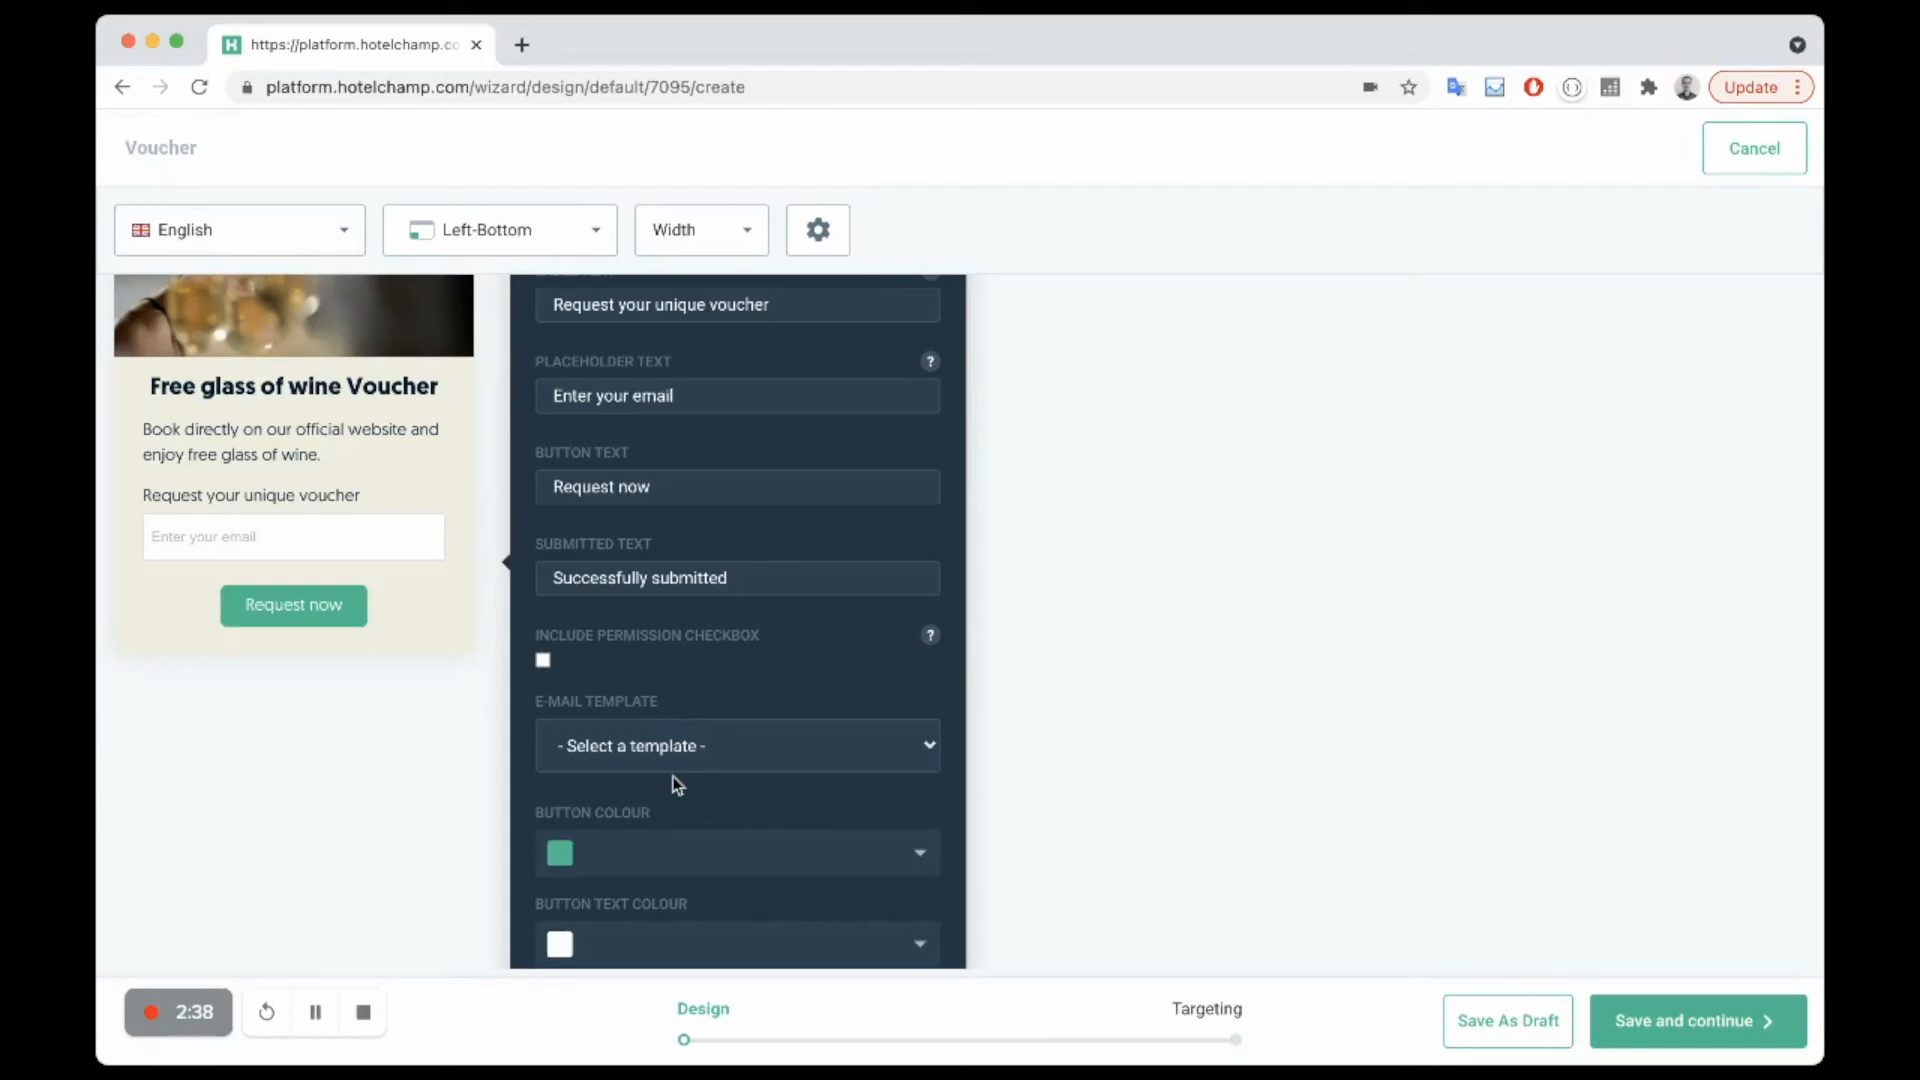 https://platform.hotelchamp.co
platform.hotelchamp.com/wizard/design/default/7095/create
Update
Voucher
Cancel
English
Left-Bottom
Width
Request your unique voucher
PLACEHOLDER TEXT
?
Enter your email
BUTTON TEXT
Request now
SUBMITTED TEXT
Successfully submitted
INCLUDE PERMISSION CHECKBOX
?
E-MAIL TEMPLATE
- Select a template -
BUTTON COLOUR
BUTTON TEXT COLOUR
Free glass of wine Voucher
Book directly on our official website and
enjoy free glass of wine.
Request your unique voucher
Enter your email
Request now
2:38
Design
Targeting
Save As Draft
Save and continue